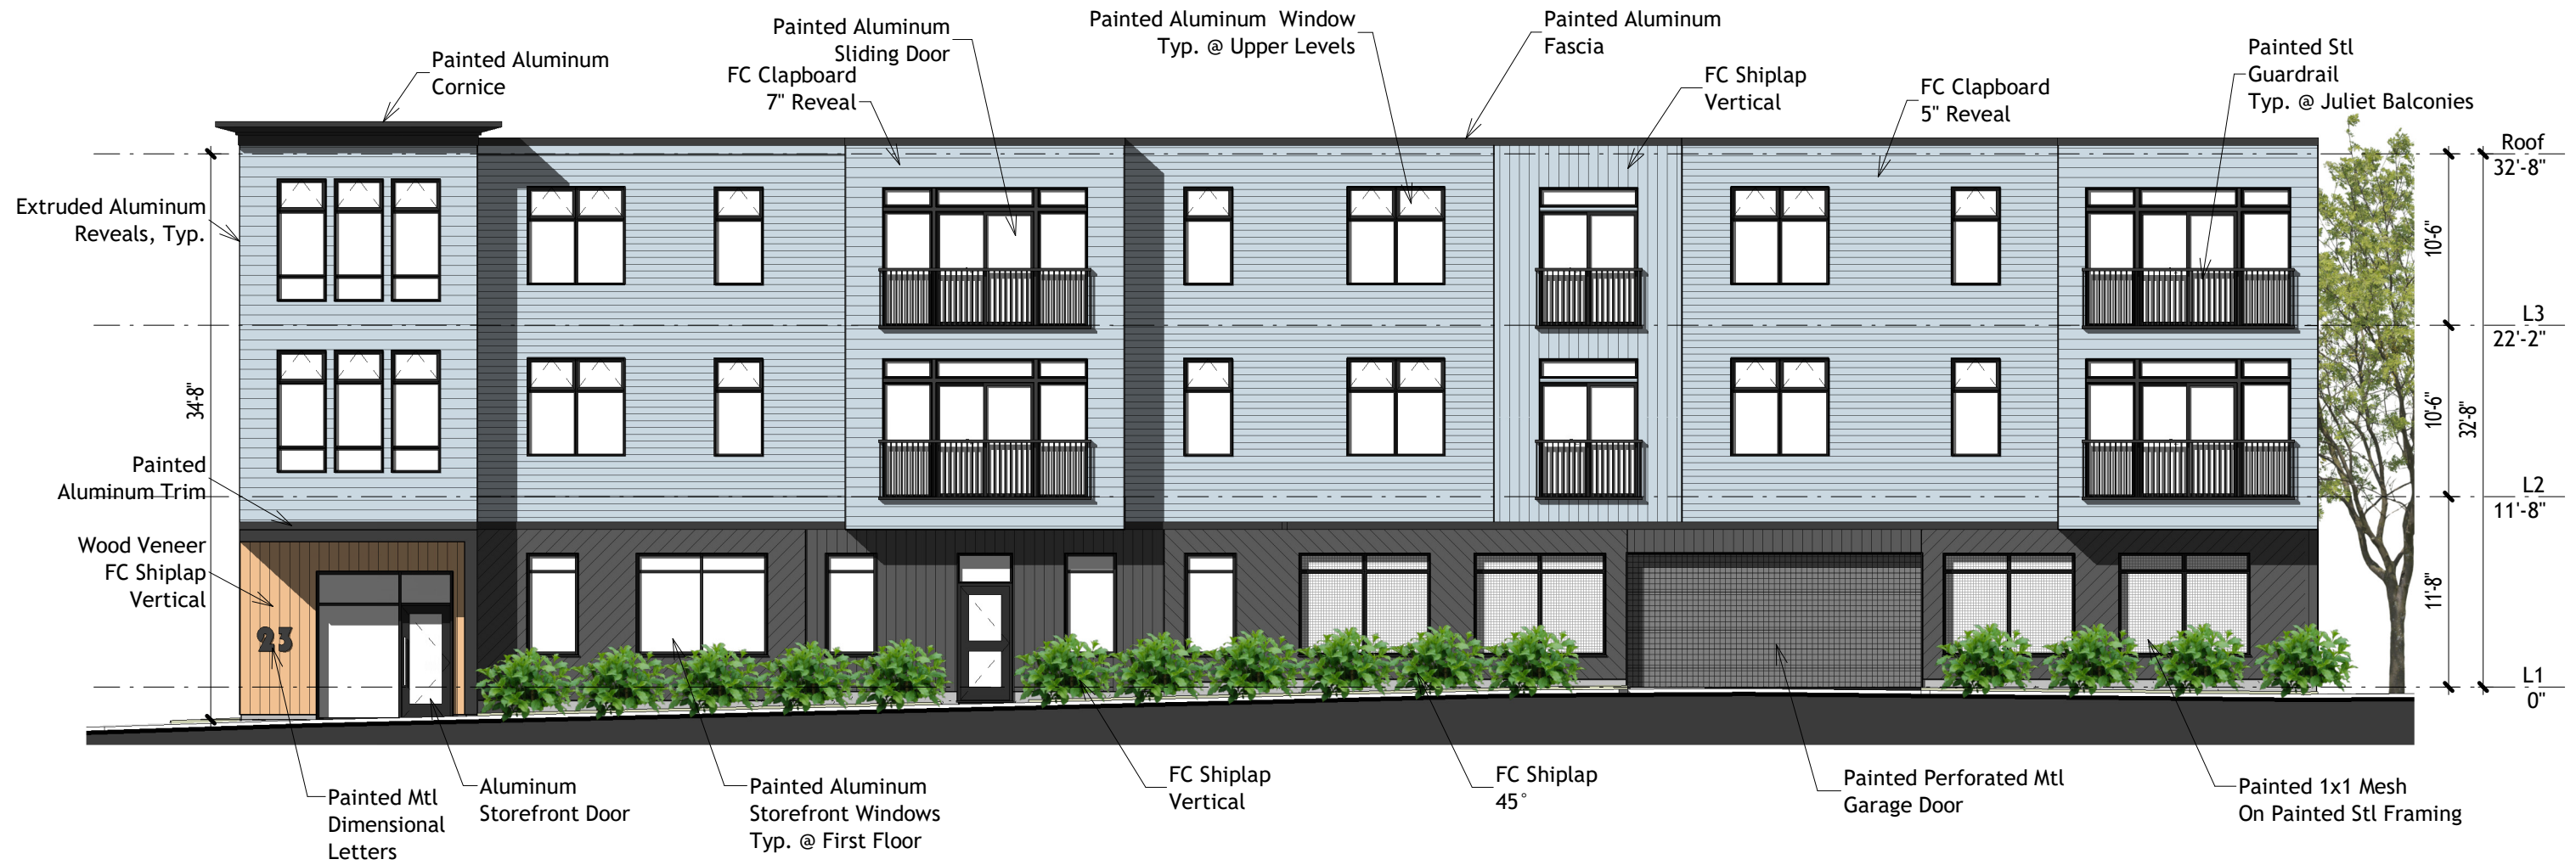 Painted Aluminum
Cornice
Painted Aluminum
Sliding Door
FC Clapboard
7" Reveal
Painted Aluminum Window
Typ. @ Upper Levels
Painted Aluminum
Fascia
FC Shiplap
Vertical
FC Clapboard
5" Reveal
Painted Stl
Guardrail
Typ. @ Juliet Balconies
Extruded Aluminum
Reveals, Typ.
34'-8"
Painted
Aluminum Trim
Wood Veneer
FC Shiplap
Vertical
23
Roof
32'-8"
10'-6"
L3
22'-2"
10'-6"
32'-8"
L2
11'-8"
11'-8"
L1
0"
Painted Mtl
Dimensional
Letters
Aluminum
Storefront Door
Painted Aluminum
Storefront Windows
Typ. @ First Floor
FC Shiplap
Vertical
FC Shiplap
45°
Painted Perforated Mtl
Garage Door
Painted 1x1 Mesh
On Painted Stl Framing